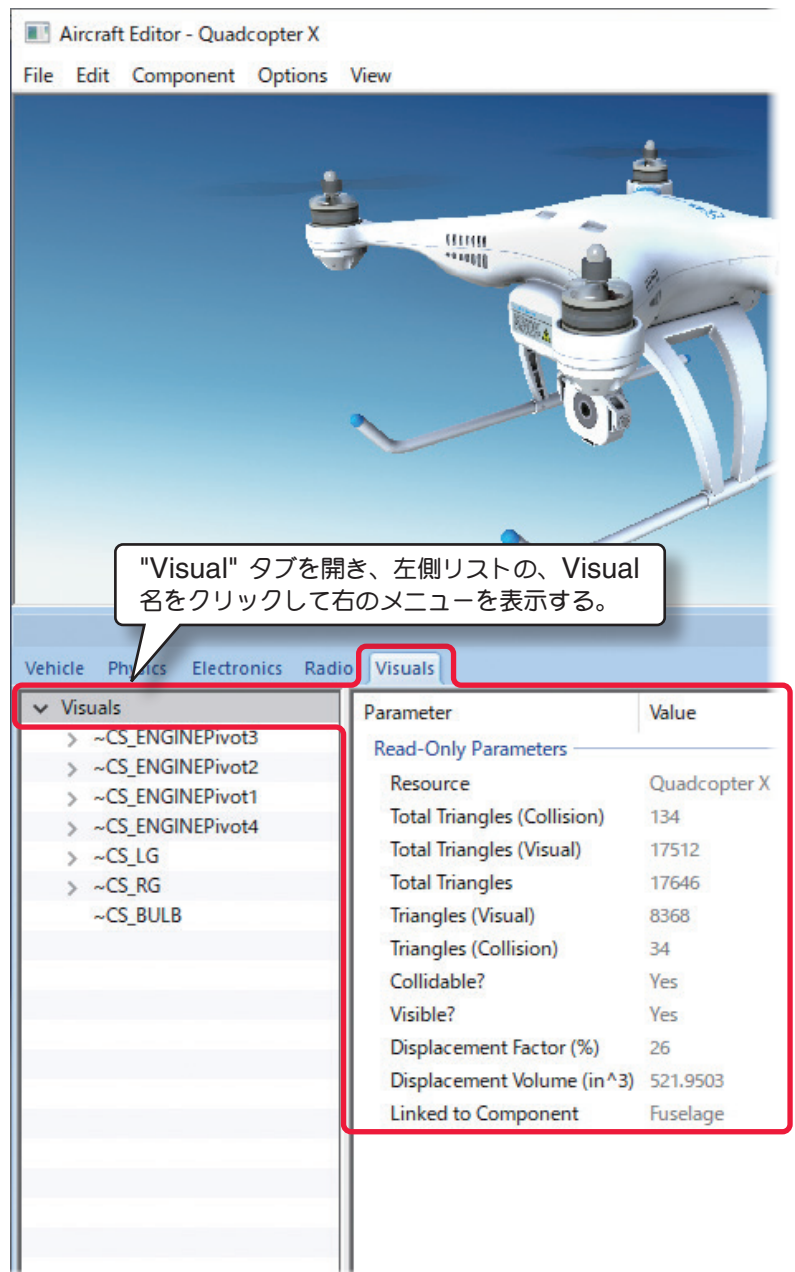 Aircraft Editor - Quadcopter X
File Edit Component Options View
"Visual" タブを開き、左側リストの、Visual
名をクリックして右のメニューを表示する。
Vehicle Physics Electronics Radio Visuals
Visuals
~CS_ENGINEPivot3
~CS_ENGINEPivot2
~CS_ENGINEPivot1
~CS_ENGINEPivot4
~CS_LG
~CS_RG
~CS_BULB
Parameter Value
Read-Only Parameters
Resource Quadcopter X
Total Triangles (Collision) 134
Total Triangles (Visual) 17512
Total Triangles 17646
Triangles (Visual) 8368
Triangles (Collision) 34
Collidable? Yes
Visible? Yes
Displacement Factor (%) 26
Displacement Volume (in^3) 521.9503
Linked to Component Fuselage